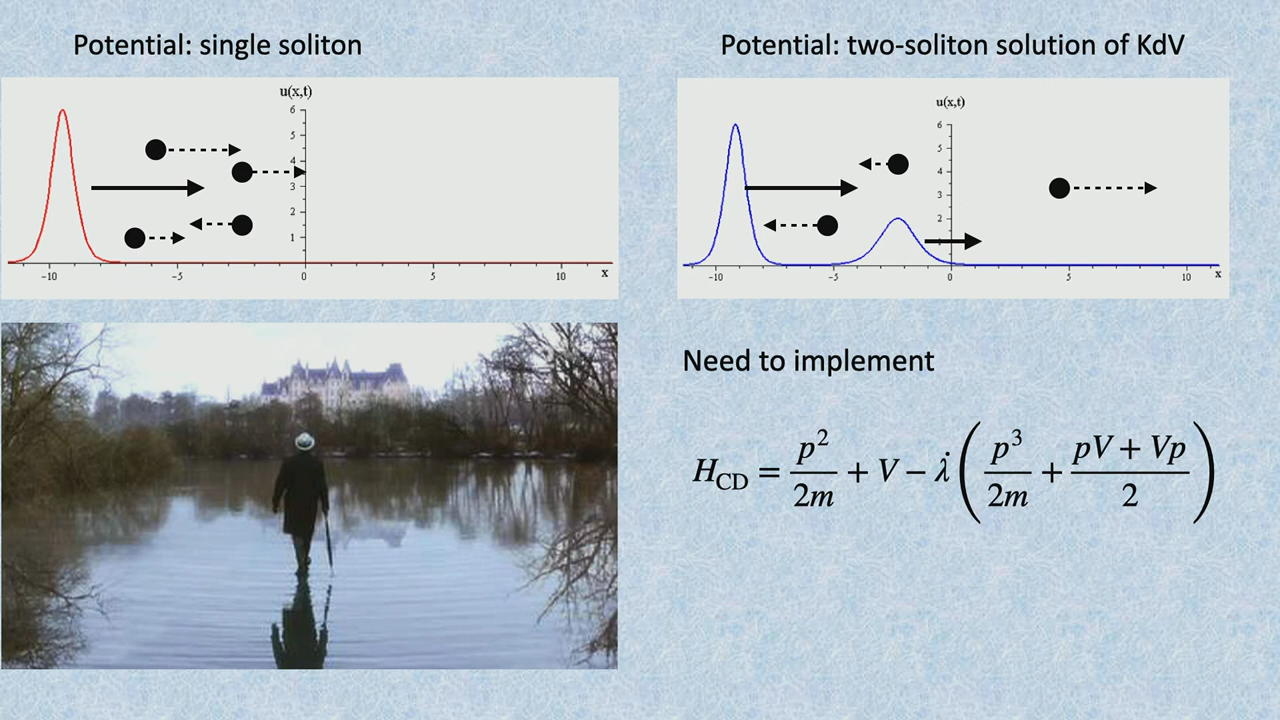 Potential: single soliton
u(x,t)
6
5
4
3
2
1
−10 −5 0 5 10 x
Potential: two-soliton solution of KdV
u(x,t)
6
5
4
3
2
−10 −5 0 5 10 x
Need to implement
H_CD = p²/2m + V − λ̇ (p³/2m + (pV + Vp)/2)